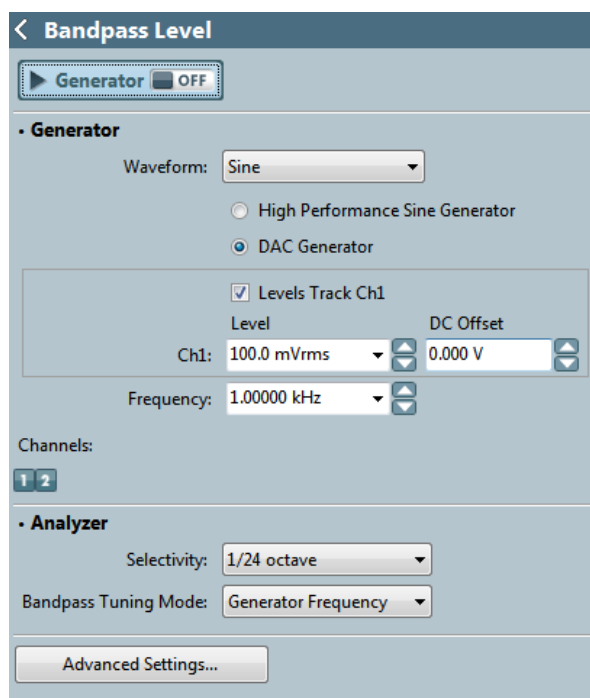 Bandpass Level
Generator OFF
• Generator
Waveform: Sine
High Performance Sine Generator
DAC Generator
Levels Track Ch1
Level DC Offset
Ch1: 100.0 mVrms 0.000 V
Frequency: 1.00000 kHz
Channels:
1 2
• Analyzer
Selectivity: 1/24 octave
Bandpass Tuning Mode: Generator Frequency
Advanced Settings...